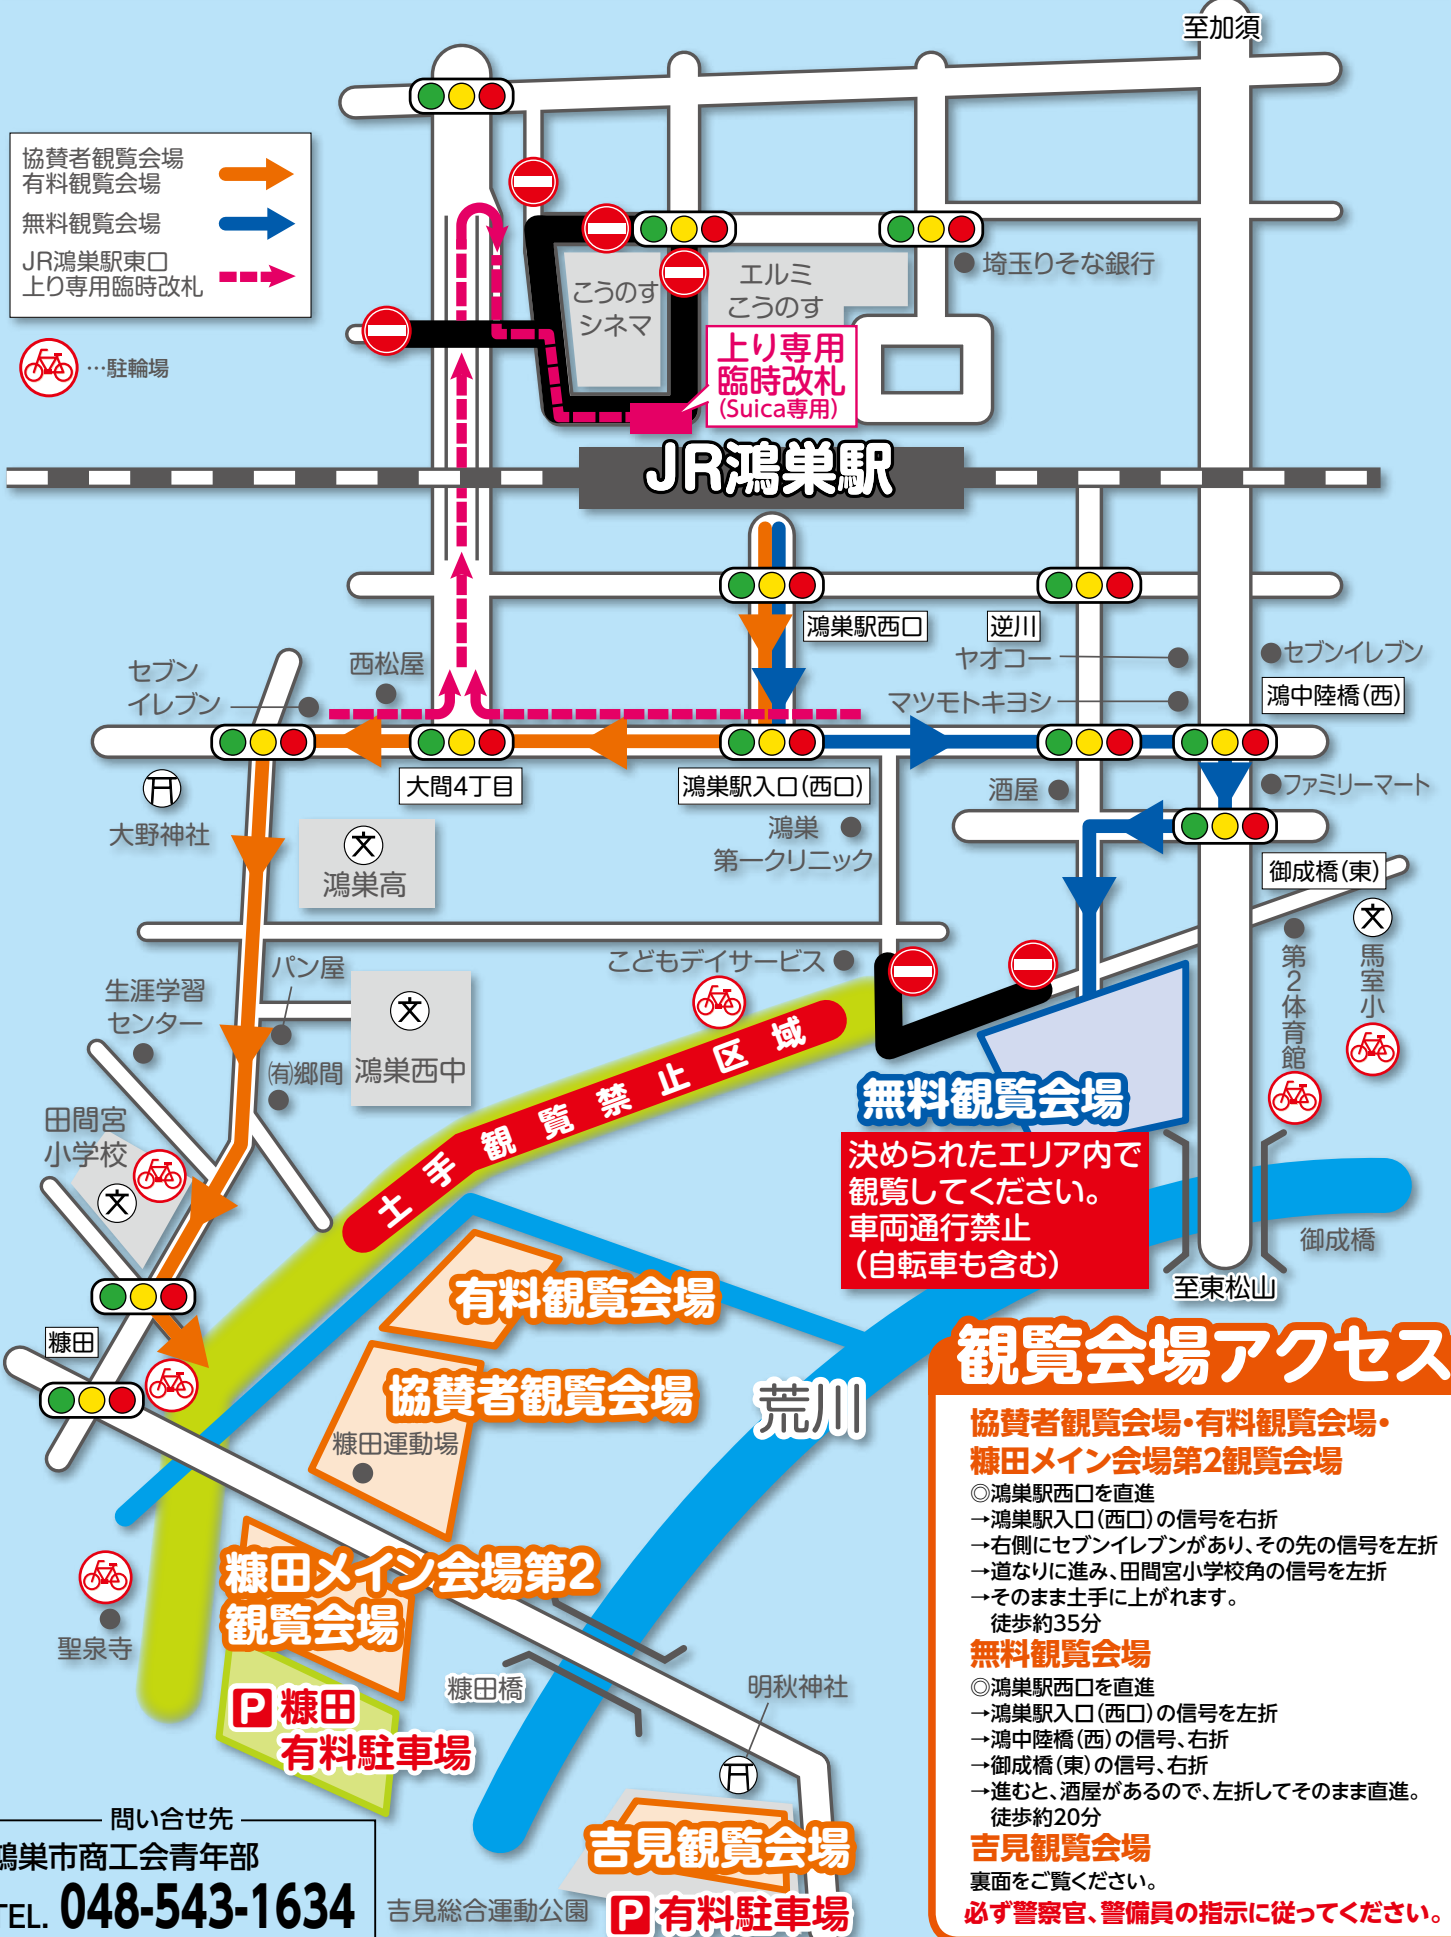 至加須
協賛者観覧会場
有料観覧会場
無料観覧会場
JR鴻巣駅東口
上り専用臨時改札
…駐輪場
こうのす
シネマ
エルミ
こうのす
埼玉りそな銀行
上り専用
臨時改札
(Suica専用)
JR鴻巣駅
鴻巣駅西口
逆川
セブン
イレブン
西松屋
ヤオコー
マツモトキヨシ
セブンイレブン
鴻中陸橋(西)
大間4丁目
鴻巣駅入口(西口)
酒屋
ファミリーマート
大野神社
文
鴻巣高
鴻巣
第一クリニック
御成橋(東)
文
馬室小
第2体育館
こどもデイサービス
パン屋
生涯学習
センター
文
鴻巣西中
(有)郷間
土手観覧禁止区域
無料観覧会場
決められたエリア内で
観覧してください。
車両通行禁止
(自転車も含む)
田間宮
小学校
文
御成橋
至東松山
有料観覧会場
糠田
協賛者観覧会場
糠田運動場
荒川
糠田メイン会場第2
観覧会場
聖泉寺
糠田橋
明秋神社
P 糠田
有料駐車場
吉見観覧会場
吉見総合運動公園
P 有料駐車場
問い合せ先
鴻巣市商工会青年部
TEL. 048-543-1634
観覧会場アクセス
協賛者観覧会場・有料観覧会場・
糠田メイン会場第2観覧会場
◎鴻巣駅西口を直進
→鴻巣駅入口(西口)の信号を右折
→右側にセブンイレブンがあり、その先の信号を左折
→道なりに進み、田間宮小学校角の信号を左折
→そのまま土手に上がれます。
徒歩約35分
無料観覧会場
◎鴻巣駅西口を直進
→鴻巣駅入口(西口)の信号を左折
→鴻中陸橋(西)の信号、右折
→御成橋(東)の信号、右折
→進むと、酒屋があるので、左折してそのまま直進。
徒歩約20分
吉見観覧会場
裏面をご覧ください。
必ず警察官、警備員の指示に従ってください。